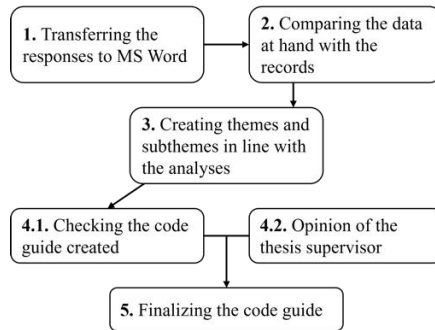 1. Transferring the
responses to MS Word
2. Comparing the data
at hand with the
records
3. Creating themes and
subthemes in line with
the analyses
4.1. Checking the code
guide created
4.2. Opinion of the
thesis supervisor
5. Finalizing the code guide